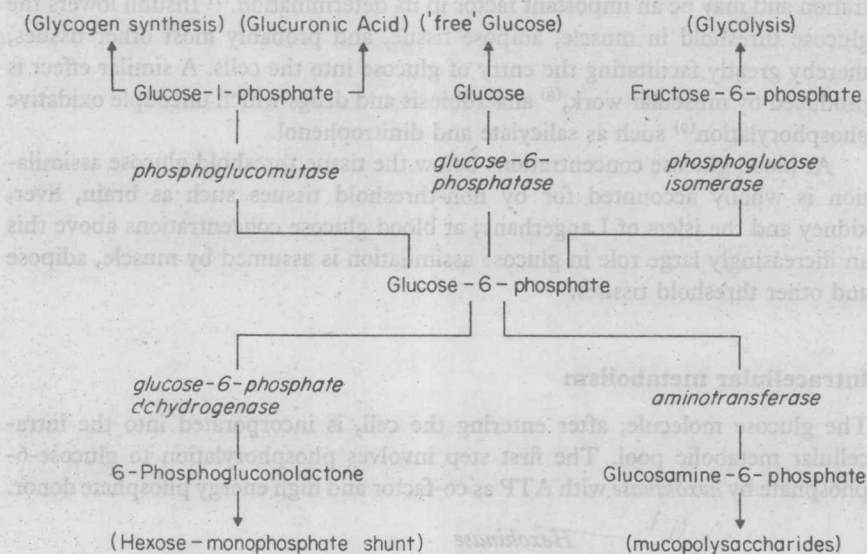 (Glycogen synthesis) (Glucuronic Acid) ('free' Glucose) (Glycolysis)
Glucose-1-phosphate Glucose Fructose-6-phosphate
phosphoglucomutase
glucose-6-
phosphatase
phosphoglucose
isomerase
Glucose-6-phosphate
glucose-6-phosphate
dehydrogenase
aminotransferase
6-Phosphogluconolactone Glucosamine-6-phosphate
(Hexose-monophosphate shunt) (mucopolysaccharides)